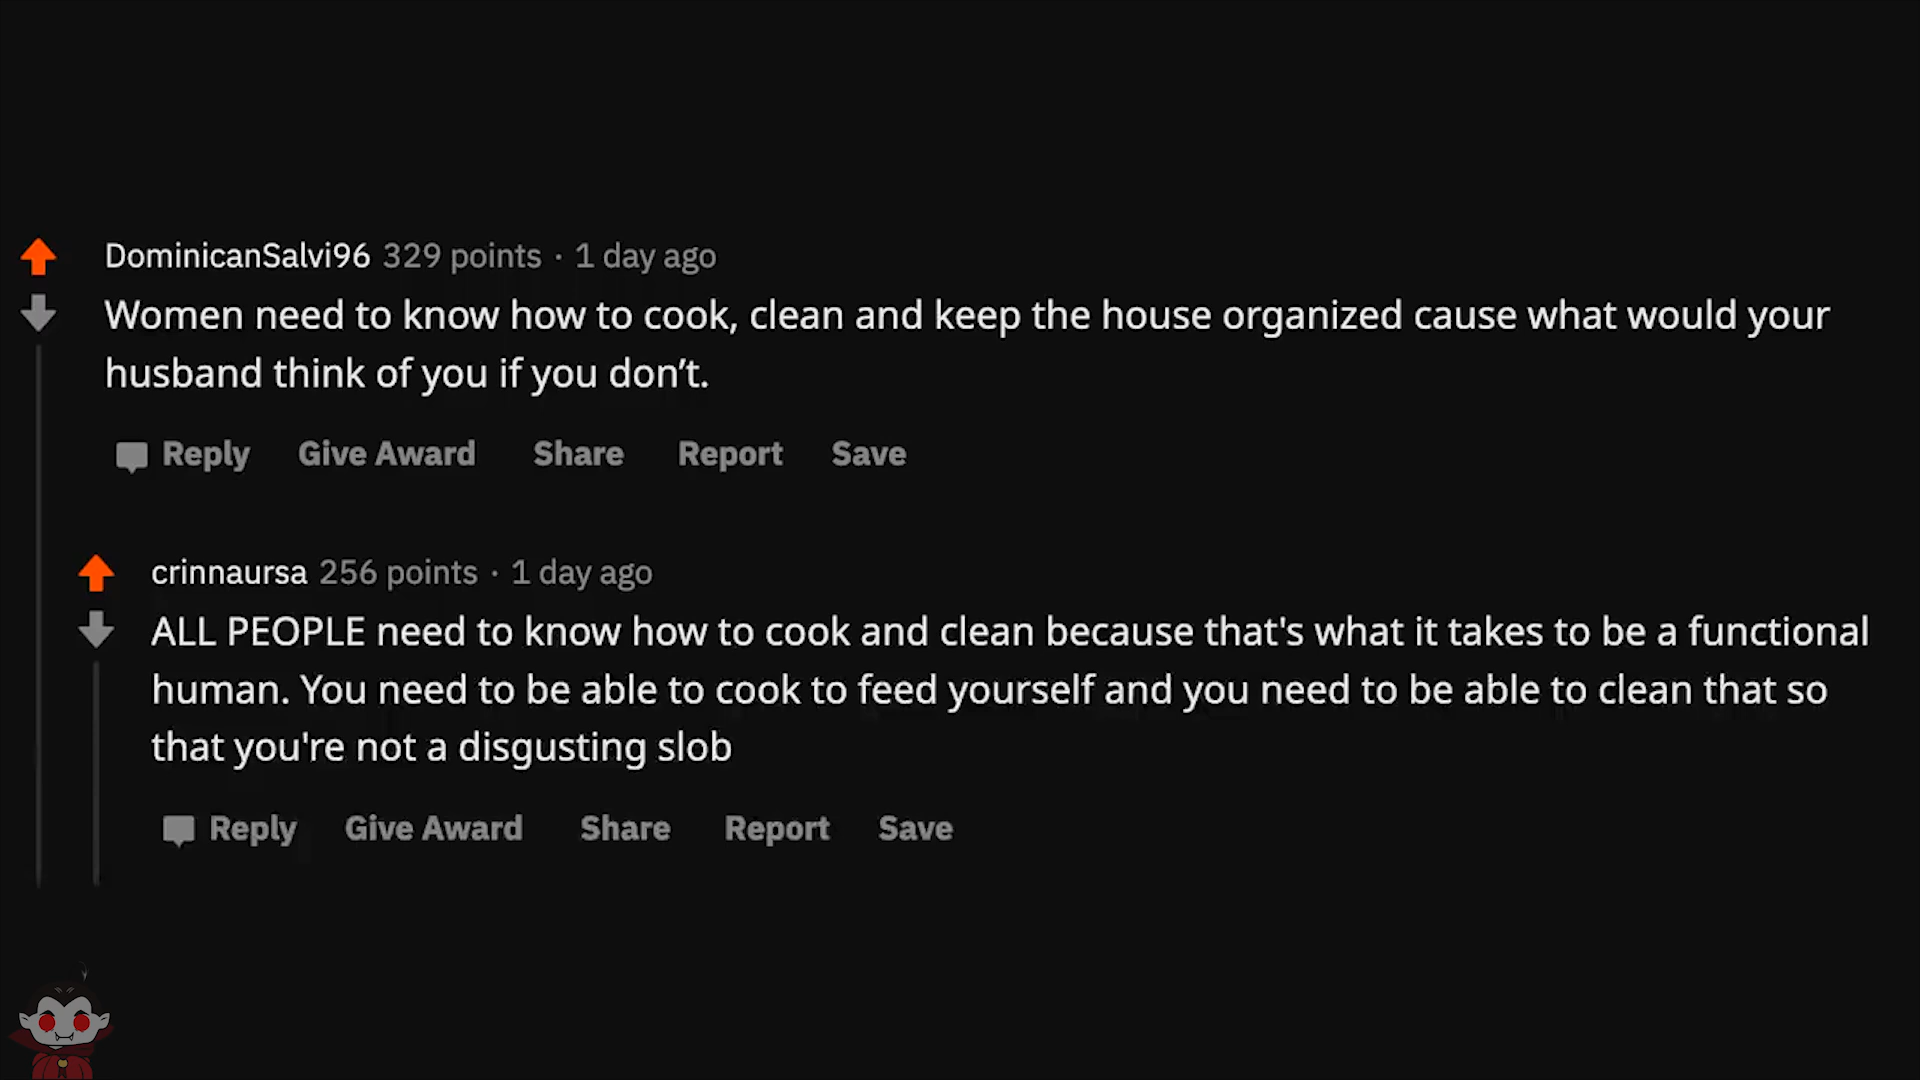 DominicanSalvi96 329 points · 1 day ago
Women need to know how to cook, clean and keep the house organized cause what would your
husband think of you if you don’t.
Reply Give Award Share Report Save
crinnaursa 256 points · 1 day ago
ALL PEOPLE need to know how to cook and clean because that's what it takes to be a functional
human. You need to be able to cook to feed yourself and you need to be able to clean that so
that you're not a disgusting slob
Reply Give Award Share Report Save